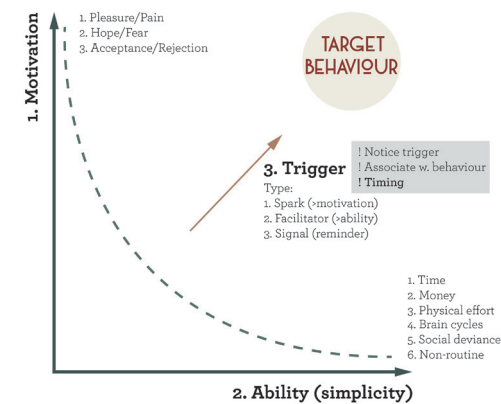 1. Motivation
1. Pleasure/Pain
2. Hope/Fear
3. Acceptance/Rejection
TARGET
BEHAVIOUR
3. Trigger
Type:
1. Spark (>motivation)
2. Facilitator (>ability)
3. Signal (reminder)
! Notice trigger
! Associate w. behaviour
! Timing
1. Time
2. Money
3. Physical effort
4. Brain cycles
5. Social deviance
6. Non-routine
2. Ability (simplicity)